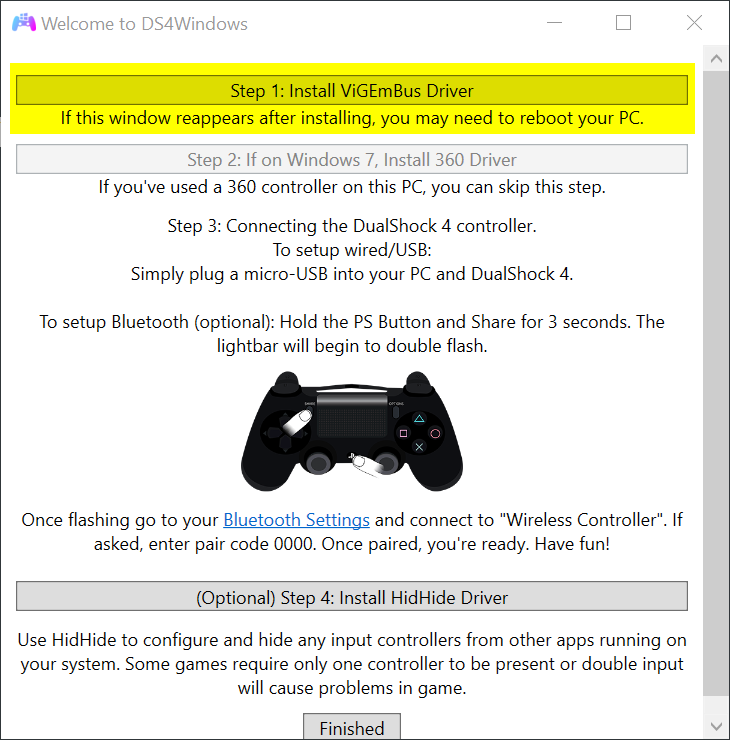 Welcome to DS4Windows
Step 1: Install ViGEmBus Driver
If this window reappears after installing, you may need to reboot your PC.
Step 2: If on Windows 7, Install 360 Driver
If you've used a 360 controller on this PC, you can skip this step.
Step 3: Connecting the DualShock 4 controller.
To setup wired/USB:
Simply plug a micro-USB into your PC and DualShock 4.
To setup Bluetooth (optional): Hold the PS Button and Share for 3 seconds. The
lightbar will begin to double flash.
SHARE
OPTIONS
Once flashing go to your Bluetooth Settings and connect to "Wireless Controller". If
asked, enter pair code 0000. Once paired, you're ready. Have fun!
(Optional) Step 4: Install HidHide Driver
Use HidHide to configure and hide any input controllers from other apps running on
your system. Some games require only one controller to be present or double input
will cause problems in game.
Finished